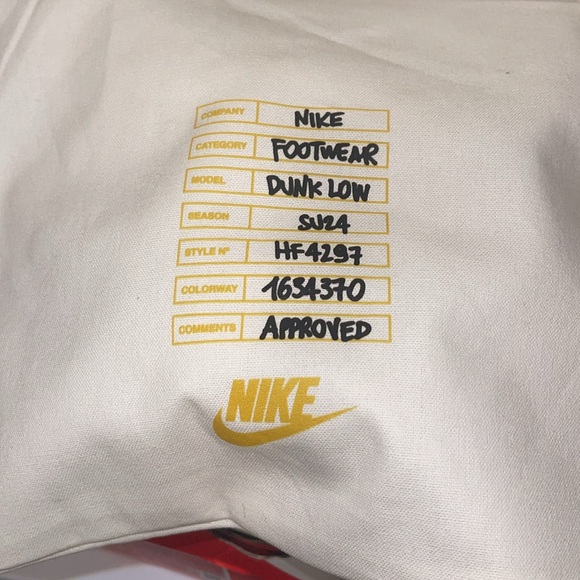 COMPANY NIKE
CATEGORY FOOTWEAR
MODEL DUNK LOW
SEASON SU24
STYLE Nº HF4297
COLORWAY 1634370
COMMENTS APPROVED
NIKE